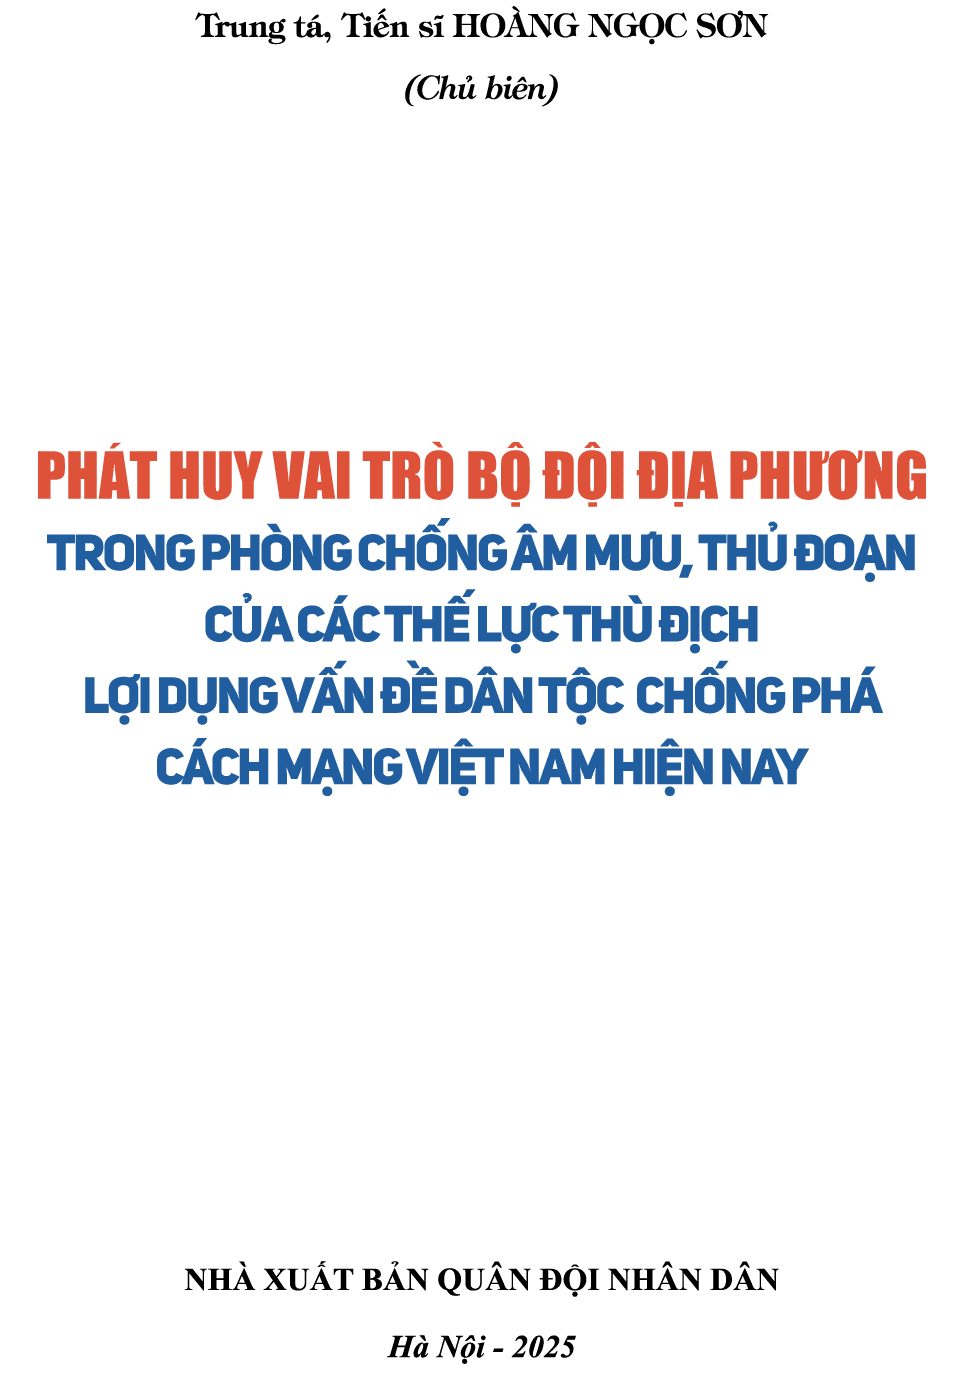 Trung tá, Tiến sĩ HOÀNG NGỌC SƠN
(Chủ biên)
PHÁT HUY VAI TRÒ BỘ ĐỘI ĐỊA PHƯƠNG
TRONG PHÒNG CHỐNG ÂM MƯU, THỦ ĐOẠN
CỦA CÁC THẾ LỰC THÙ ĐỊCH
LỢI DỤNG VẤN ĐỀ DÂN TỘC CHỐNG PHÁ
CÁCH MẠNG VIỆT NAM HIỆN NAY
NHÀ XUẤT BẢN QUÂN ĐỘI NHÂN DÂN
Hà Nội - 2025